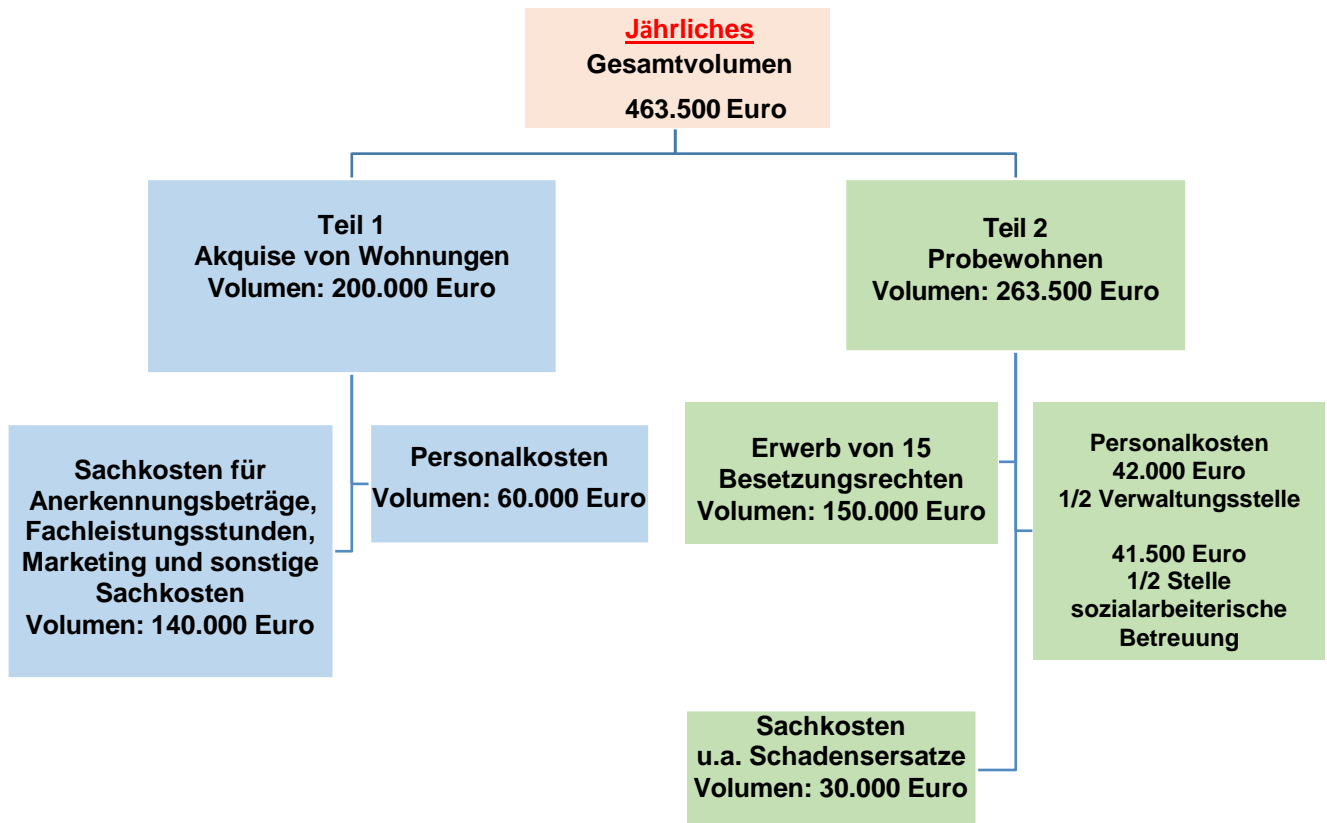 Jährliches
Gesamtvolumen
463.500 Euro
Teil 1
Akquise von Wohnungen
Volumen: 200.000 Euro
Teil 2
Probewohnen
Volumen: 263.500 Euro
Sachkosten für
Anerkennungsbeträge,
Fachleistungsstunden,
Marketing und sonstige
Sachkosten
Volumen: 140.000 Euro
Personalkosten
Volumen: 60.000 Euro
Erwerb von 15
Besetzungsrechten
Volumen: 150.000 Euro
Personalkosten
42.000 Euro
1/2 Verwaltungsstelle
41.500 Euro
1/2 Stelle
sozialarbeiterische
Betreuung
Sachkosten
u.a. Schadensersatze
Volumen: 30.000 Euro